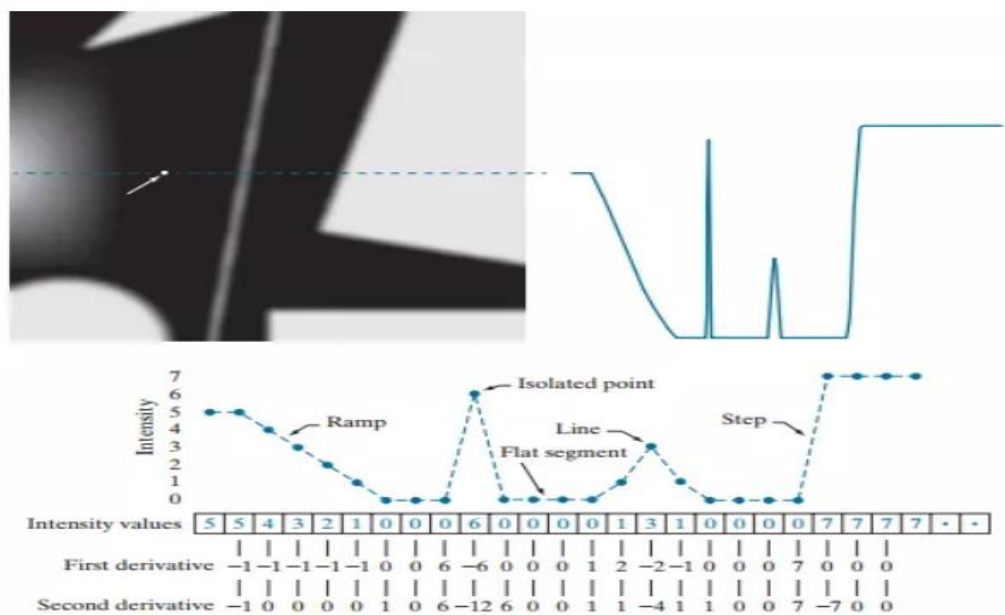 7
6
Isolated point
5
Ramp
Step
4
Line
3
Flat segment
2
1
0
Intensity
Intensity values 5 5 4 3 2 1 0 0 0 6 0 0 0 0 1 3 1 0 0 0 0 7 7 7 7 • •
First derivative −1 −1 −1 −1 −1 0 0 6 −6 0 0 0 1 2 −2 −1 0 0 0 7 0 0 0
Second derivative −1 0 0 0 0 1 0 6 −12 6 0 0 1 1 −4 1 1 0 0 7 −7 0 0